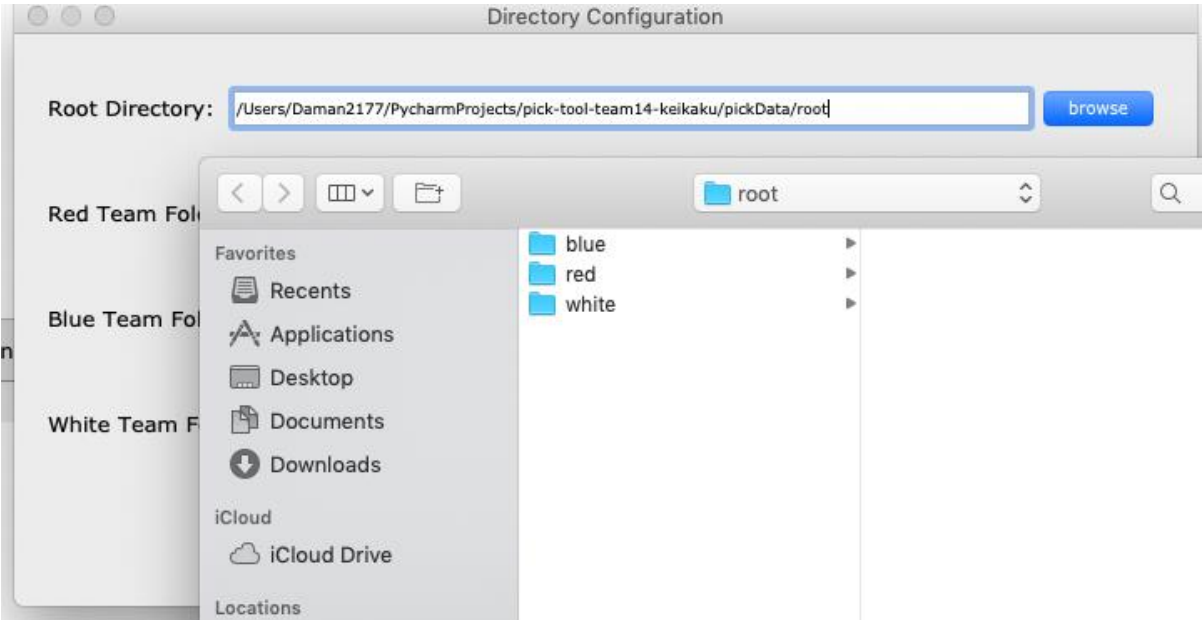 Directory Configuration
Root Directory: /Users/Daman2177/PycharmProjects/pick-tool-team14-keikaku/pickData/root browse
root
Red Team Fol
Favorites
blue
Recents
red
white
Applications
Blue Team Fol
Desktop
Documents
White Team F
Downloads
iCloud
iCloud Drive
Locations